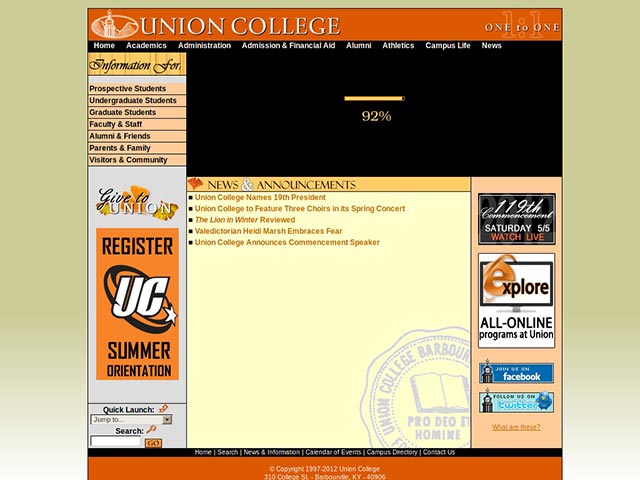 UNION COLLEGE
1:1
ONE to ONE
Home Academics Administration Admission & Financial Aid Alumni Athletics Campus Life News
Information For:
Prospective Students
Undergraduate Students
Graduate Students
Faculty & Staff
Alumni & Friends
Parents & Family
Visitors & Community
92%
Give to
UNION
REGISTER
UC
SUMMER
ORIENTATION
Quick Launch:
Jump to...
Search:
GO
NEWS & ANNOUNCEMENTS
Union College Names 19th President
Union College to Feature Three Choirs in its Spring Concert
The Lion in Winter Reviewed
Valedictorian Heidi Marsh Embraces Fear
Union College Announces Commencement Speaker
UNION COLLEGE BARBOURV
PRO DEO ET
HOMINE
119th
Commencement
SATURDAY 5/5
WATCH LIVE
explore
ALL-ONLINE
programs at Union
JOIN US ON
facebook
FOLLOW US ON
twitter
What are these?
Home | Search | News & Information | Calendar of Events | Campus Directory | Contact Us
© Copyright 1997-2012 Union College
310 College St. - Barbourville, KY - 40906